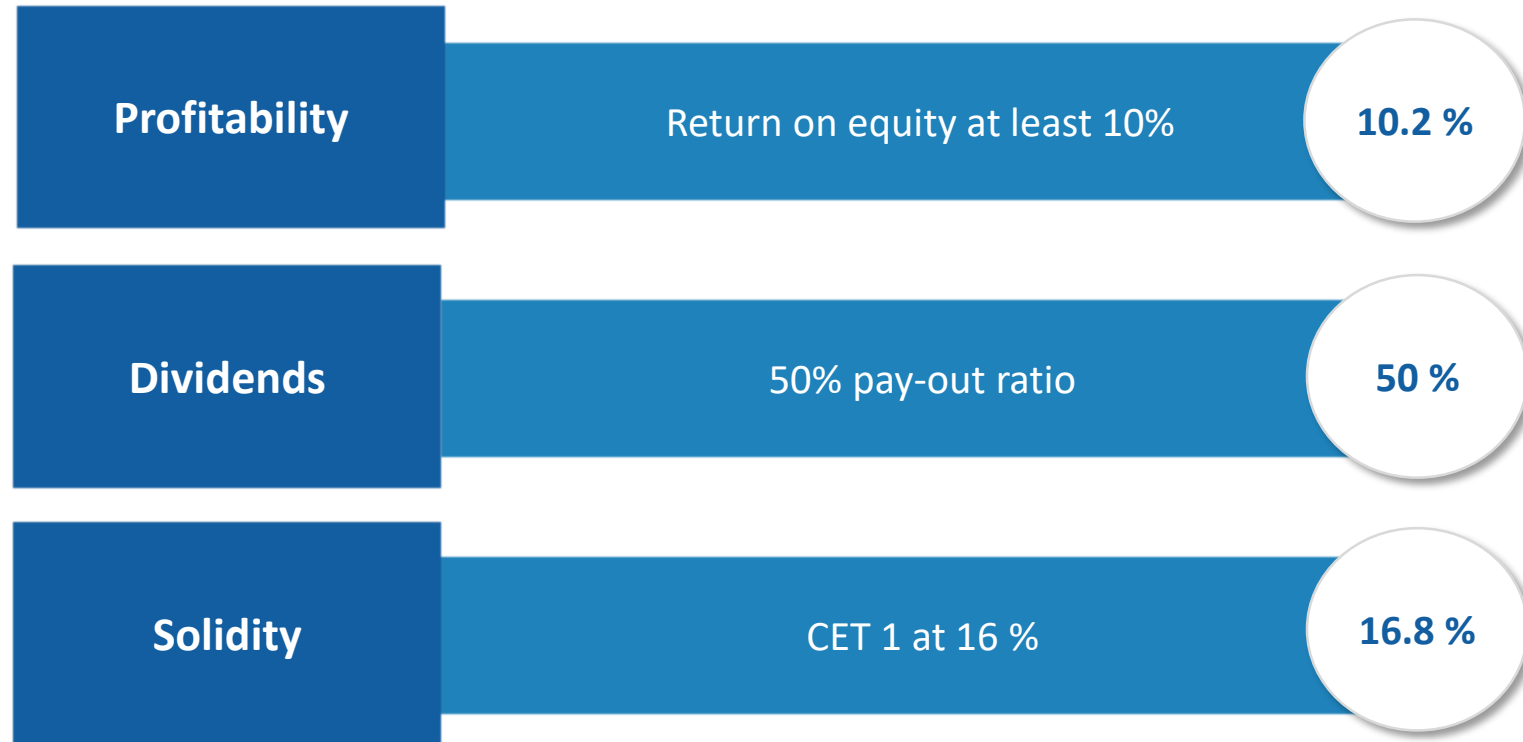 Profitability
Return on equity at least 10%
10.2 %
Dividends
50% pay-out ratio
50 %
Solidity
CET 1 at 16 %
16.8 %